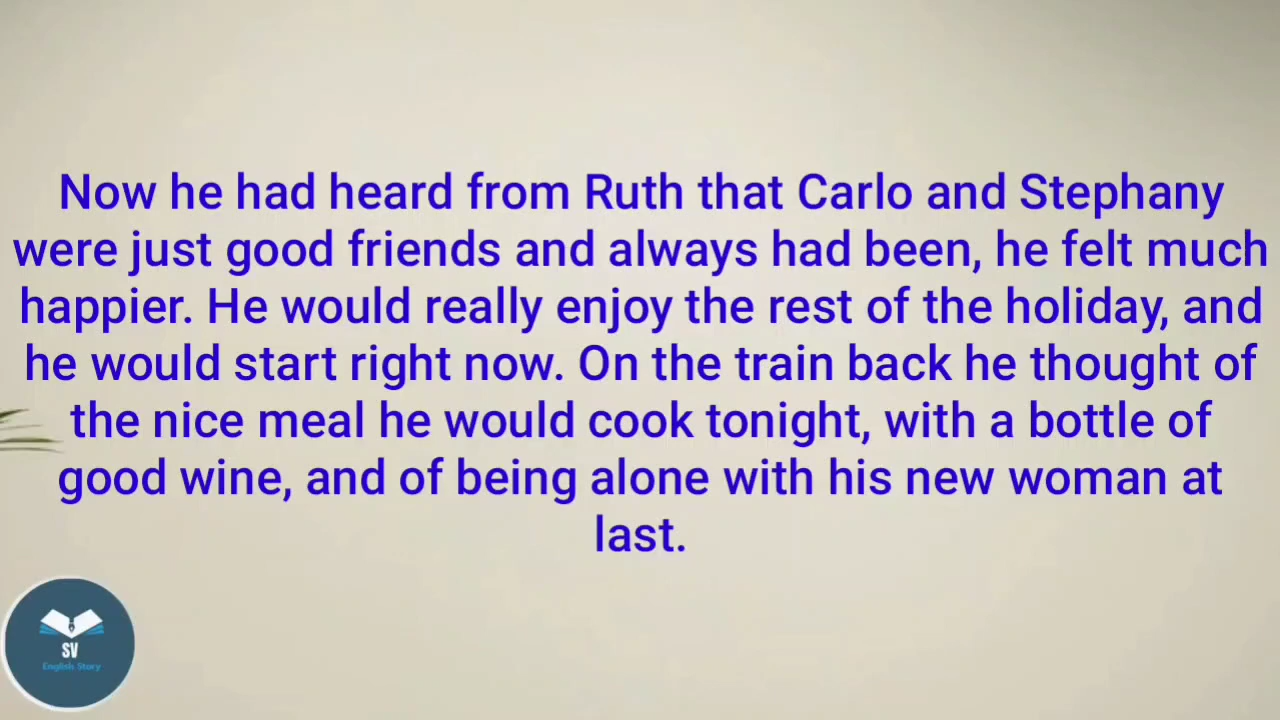 Now he had heard from Ruth that Carlo and Stephany
were just good friends and always had been, he felt much
happier. He would really enjoy the rest of the holiday, and
he would start right now. On the train back he thought of
the nice meal he would cook tonight, with a bottle of
good wine, and of being alone with his new woman at
last.
SV
English Story